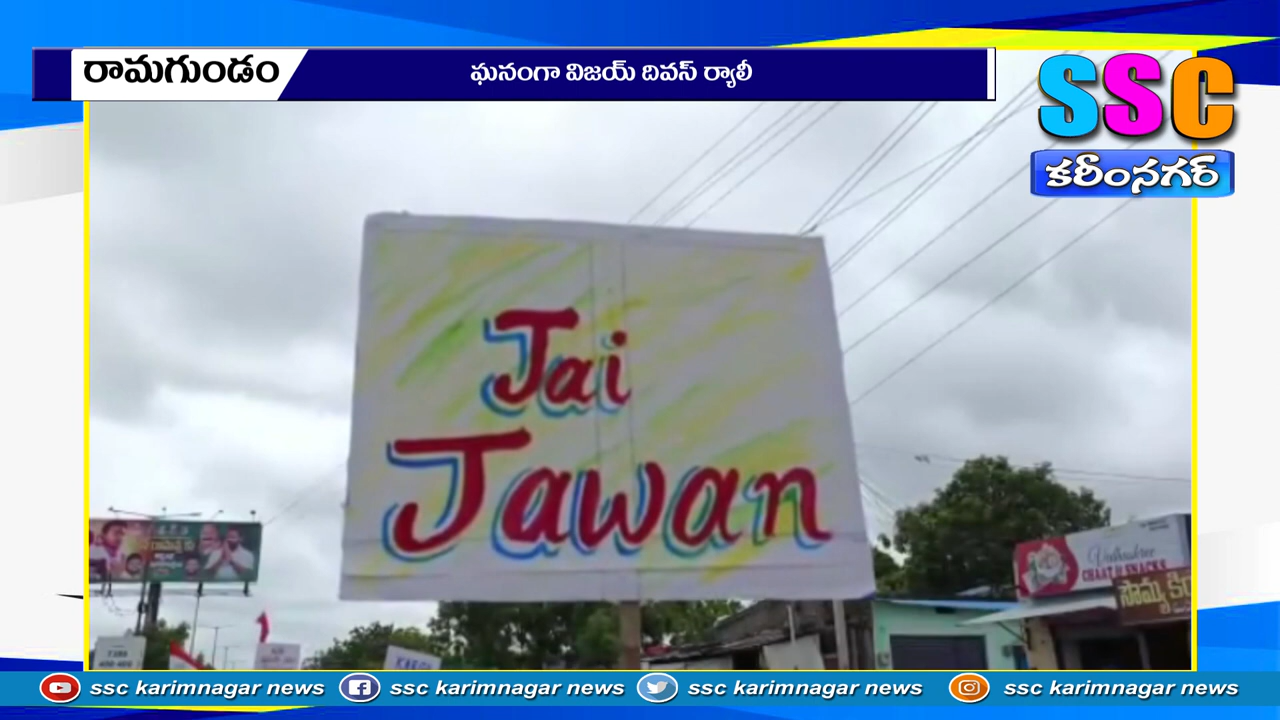 రామగుండం
ఘనంగా విజయ్ దివస్ ర్యాలీ
SSC
కరీంనగర్
Jai
Jawan
CHAAT & SNACKS
ssc karimnagar news
ssc karimnagar news
ssc karimnagar news
ssc karimnagar news